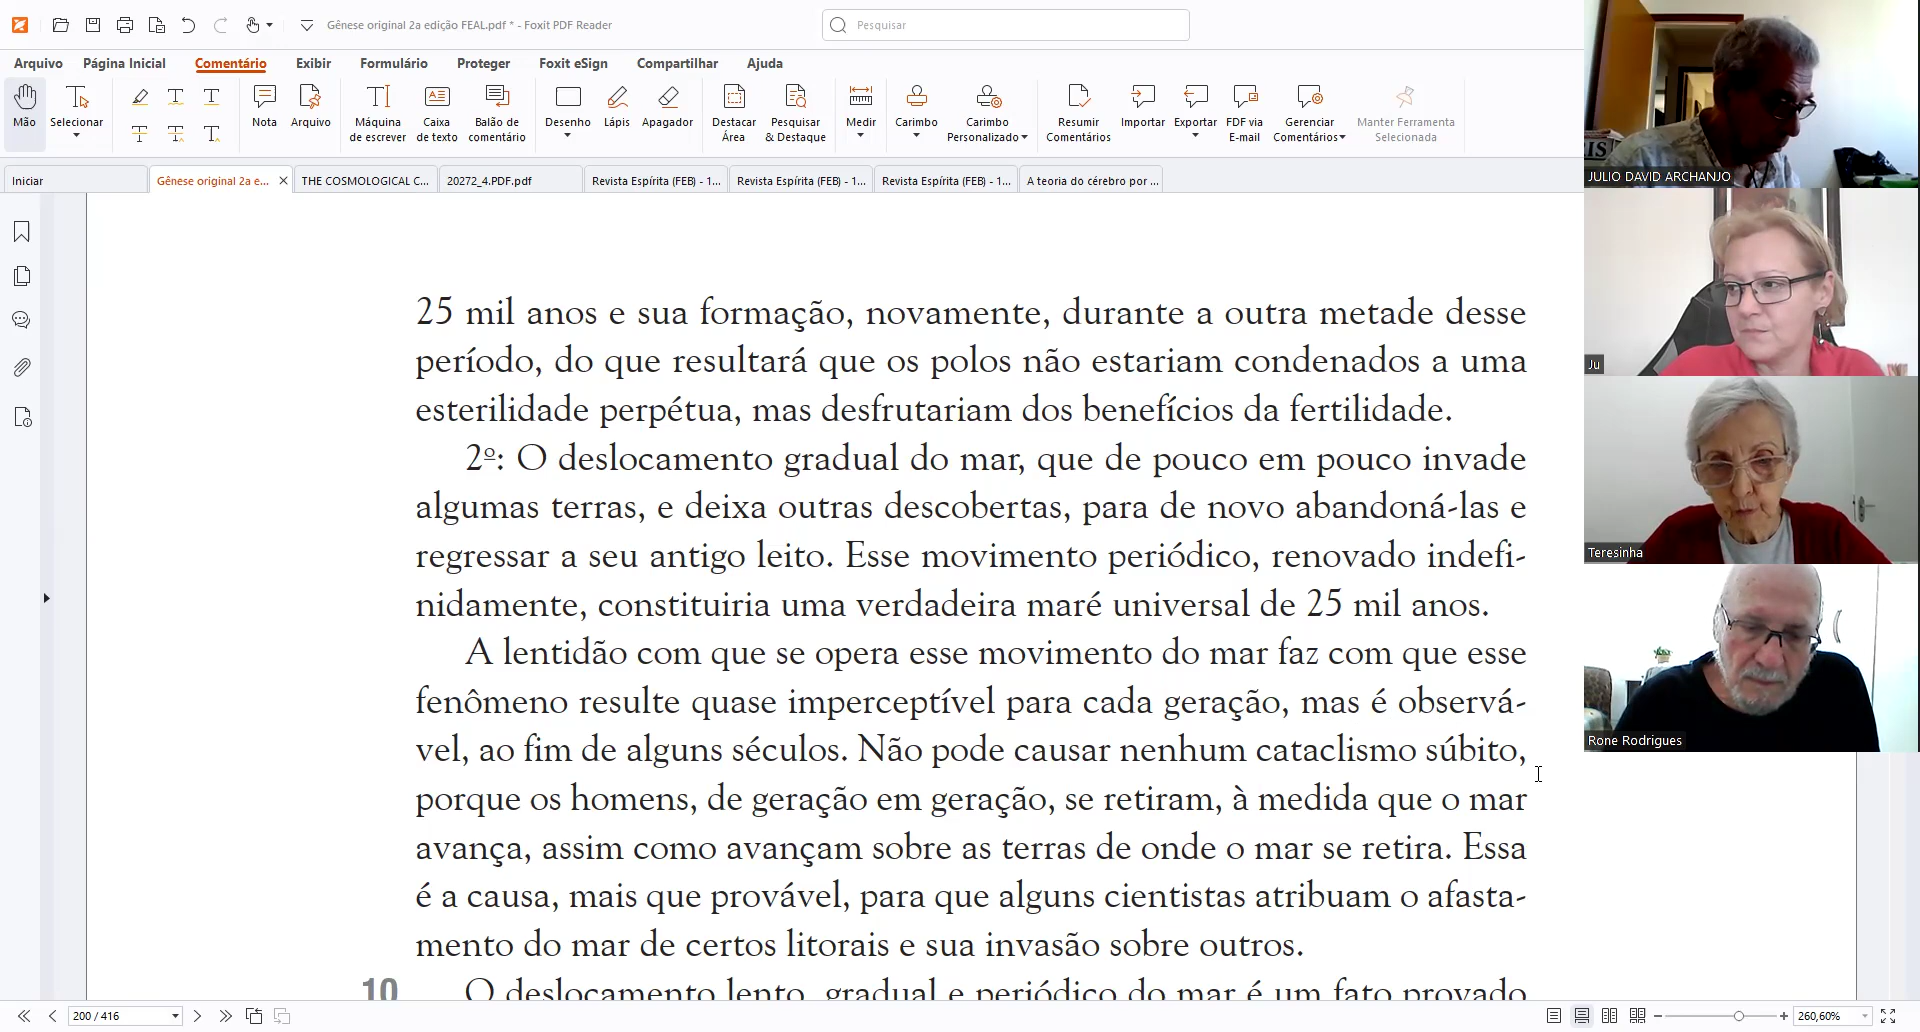 Gênese original 2a edição FEAL.pdf * - Foxit PDF Reader
Pesquisar
Arquivo Página Inicial Comentário Exibir Formulário Proteger Foxit eSign Compartilhar Ajuda
Mão
Selecionar
Nota
Arquivo
Máquina de escrever
Caixa de texto
Balão de comentário
Desenho
Lápis
Apagador
Destacar Área
Pesquisar & Destaque
Medir
Carimbo
Carimbo Personalizado
Resumir Comentários
Importar
Exportar
FDF via E-mail
Gerenciar Comentários
Manter Ferramenta Selecionada
Iniciar
Gênese original 2a e...
THE COSMOLOGICAL C...
20272_4.PDF.pdf
Revista Espírita (FEB) - 1...
Revista Espírita (FEB) - 1...
Revista Espírita (FEB) - 1...
A teoria do cérebro por ...
25 mil anos e sua formação, novamente, durante a outra metade desse
período, do que resultará que os polos não estariam condenados a uma
esterilidade perpétua, mas desfrutariam dos benefícios da fertilidade.
2º: O deslocamento gradual do mar, que de pouco em pouco invade
algumas terras, e deixa outras descobertas, para de novo abandoná-las e
regressar a seu antigo leito. Esse movimento periódico, renovado indefi-
nidamente, constituiria uma verdadeira maré universal de 25 mil anos.
A lentidão com que se opera esse movimento do mar faz com que esse
fenômeno resulte quase imperceptível para cada geração, mas é observá-
vel, ao fim de alguns séculos. Não pode causar nenhum cataclismo súbito,
porque os homens, de geração em geração, se retiram, à medida que o mar
avança, assim como avançam sobre as terras de onde o mar se retira. Essa
é a causa, mais que provável, para que alguns cientistas atribuam o afasta-
mento do mar de certos litorais e sua invasão sobre outros.
10 O deslocamento lento, gradual e periódico do mar é um fato provado
JULIO DAVID ARCHANJO
Ju
Teresinha
Rone Rodrigues
200 / 416
260,60%